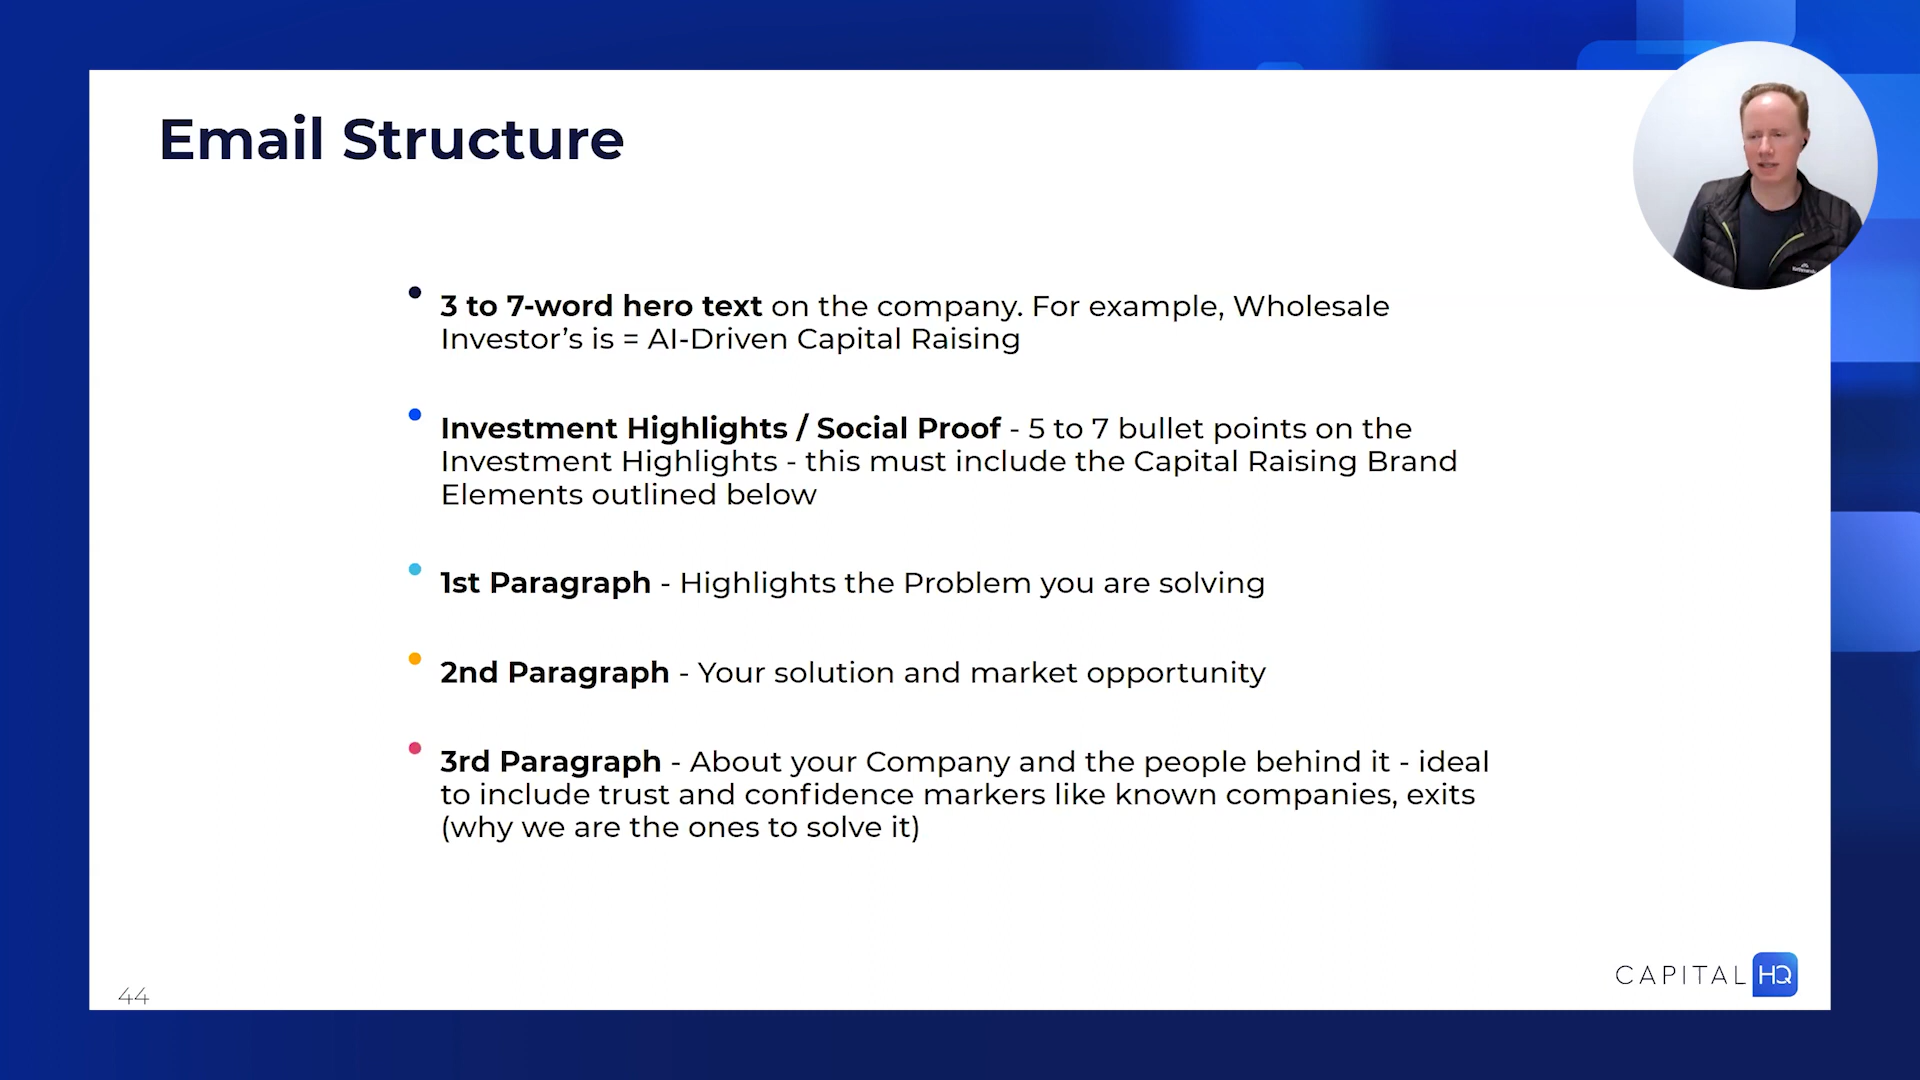 Email Structure
3 to 7-word hero text on the company. For example, Wholesale
Investor’s is = AI-Driven Capital Raising
Investment Highlights / Social Proof - 5 to 7 bullet points on the
Investment Highlights - this must include the Capital Raising Brand
Elements outlined below
1st Paragraph - Highlights the Problem you are solving
2nd Paragraph - Your solution and market opportunity
3rd Paragraph - About your Company and the people behind it - ideal
to include trust and confidence markers like known companies, exits
(why we are the ones to solve it)
44
CAPITAL HQ